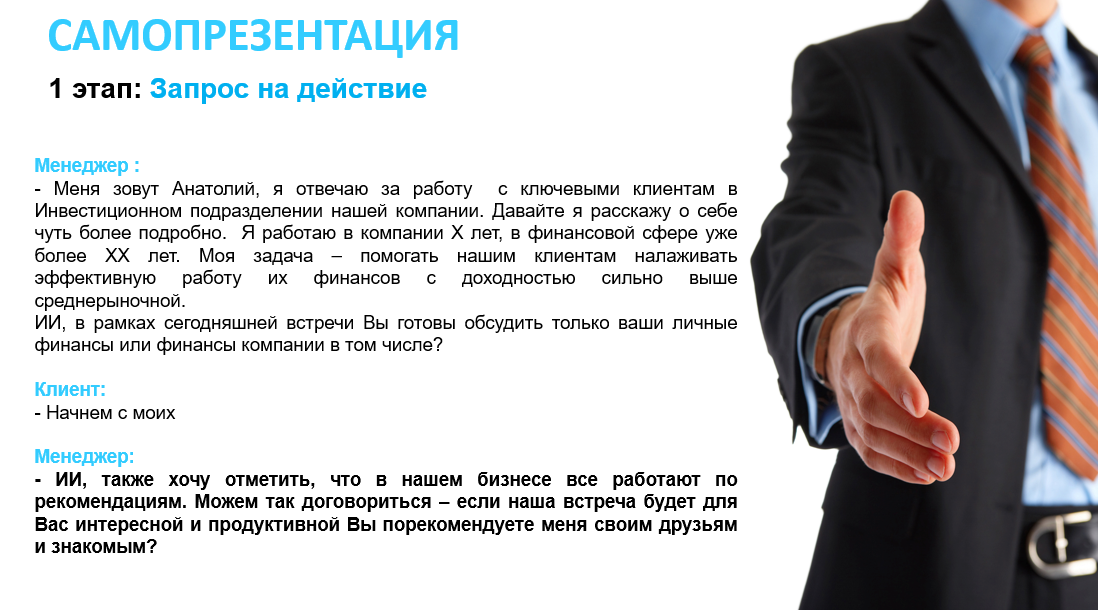 САМОПРЕЗЕНТАЦИЯ
1 этап: Запрос на действие
Менеджер :
- Меня зовут Анатолий, я отвечаю за работу с ключевыми клиентам в
Инвестиционном подразделении нашей компании. Давайте я расскажу о себе
чуть более подробно. Я работаю в компании Х лет, в финансовой сфере уже
более ХХ лет. Моя задача – помогать нашим клиентам налаживать
эффективную работу их финансов с доходностью сильно выше
среднерыночной.
ИИ, в рамках сегодняшней встречи Вы готовы обсудить только ваши личные
финансы или финансы компании в том числе?
Клиент:
- Начнем с моих
Менеджер:
- ИИ, также хочу отметить, что в нашем бизнесе все работают по
рекомендациям. Можем так договориться – если наша встреча будет для
Вас интересной и продуктивной Вы порекомендуете меня своим друзьям
и знакомым?